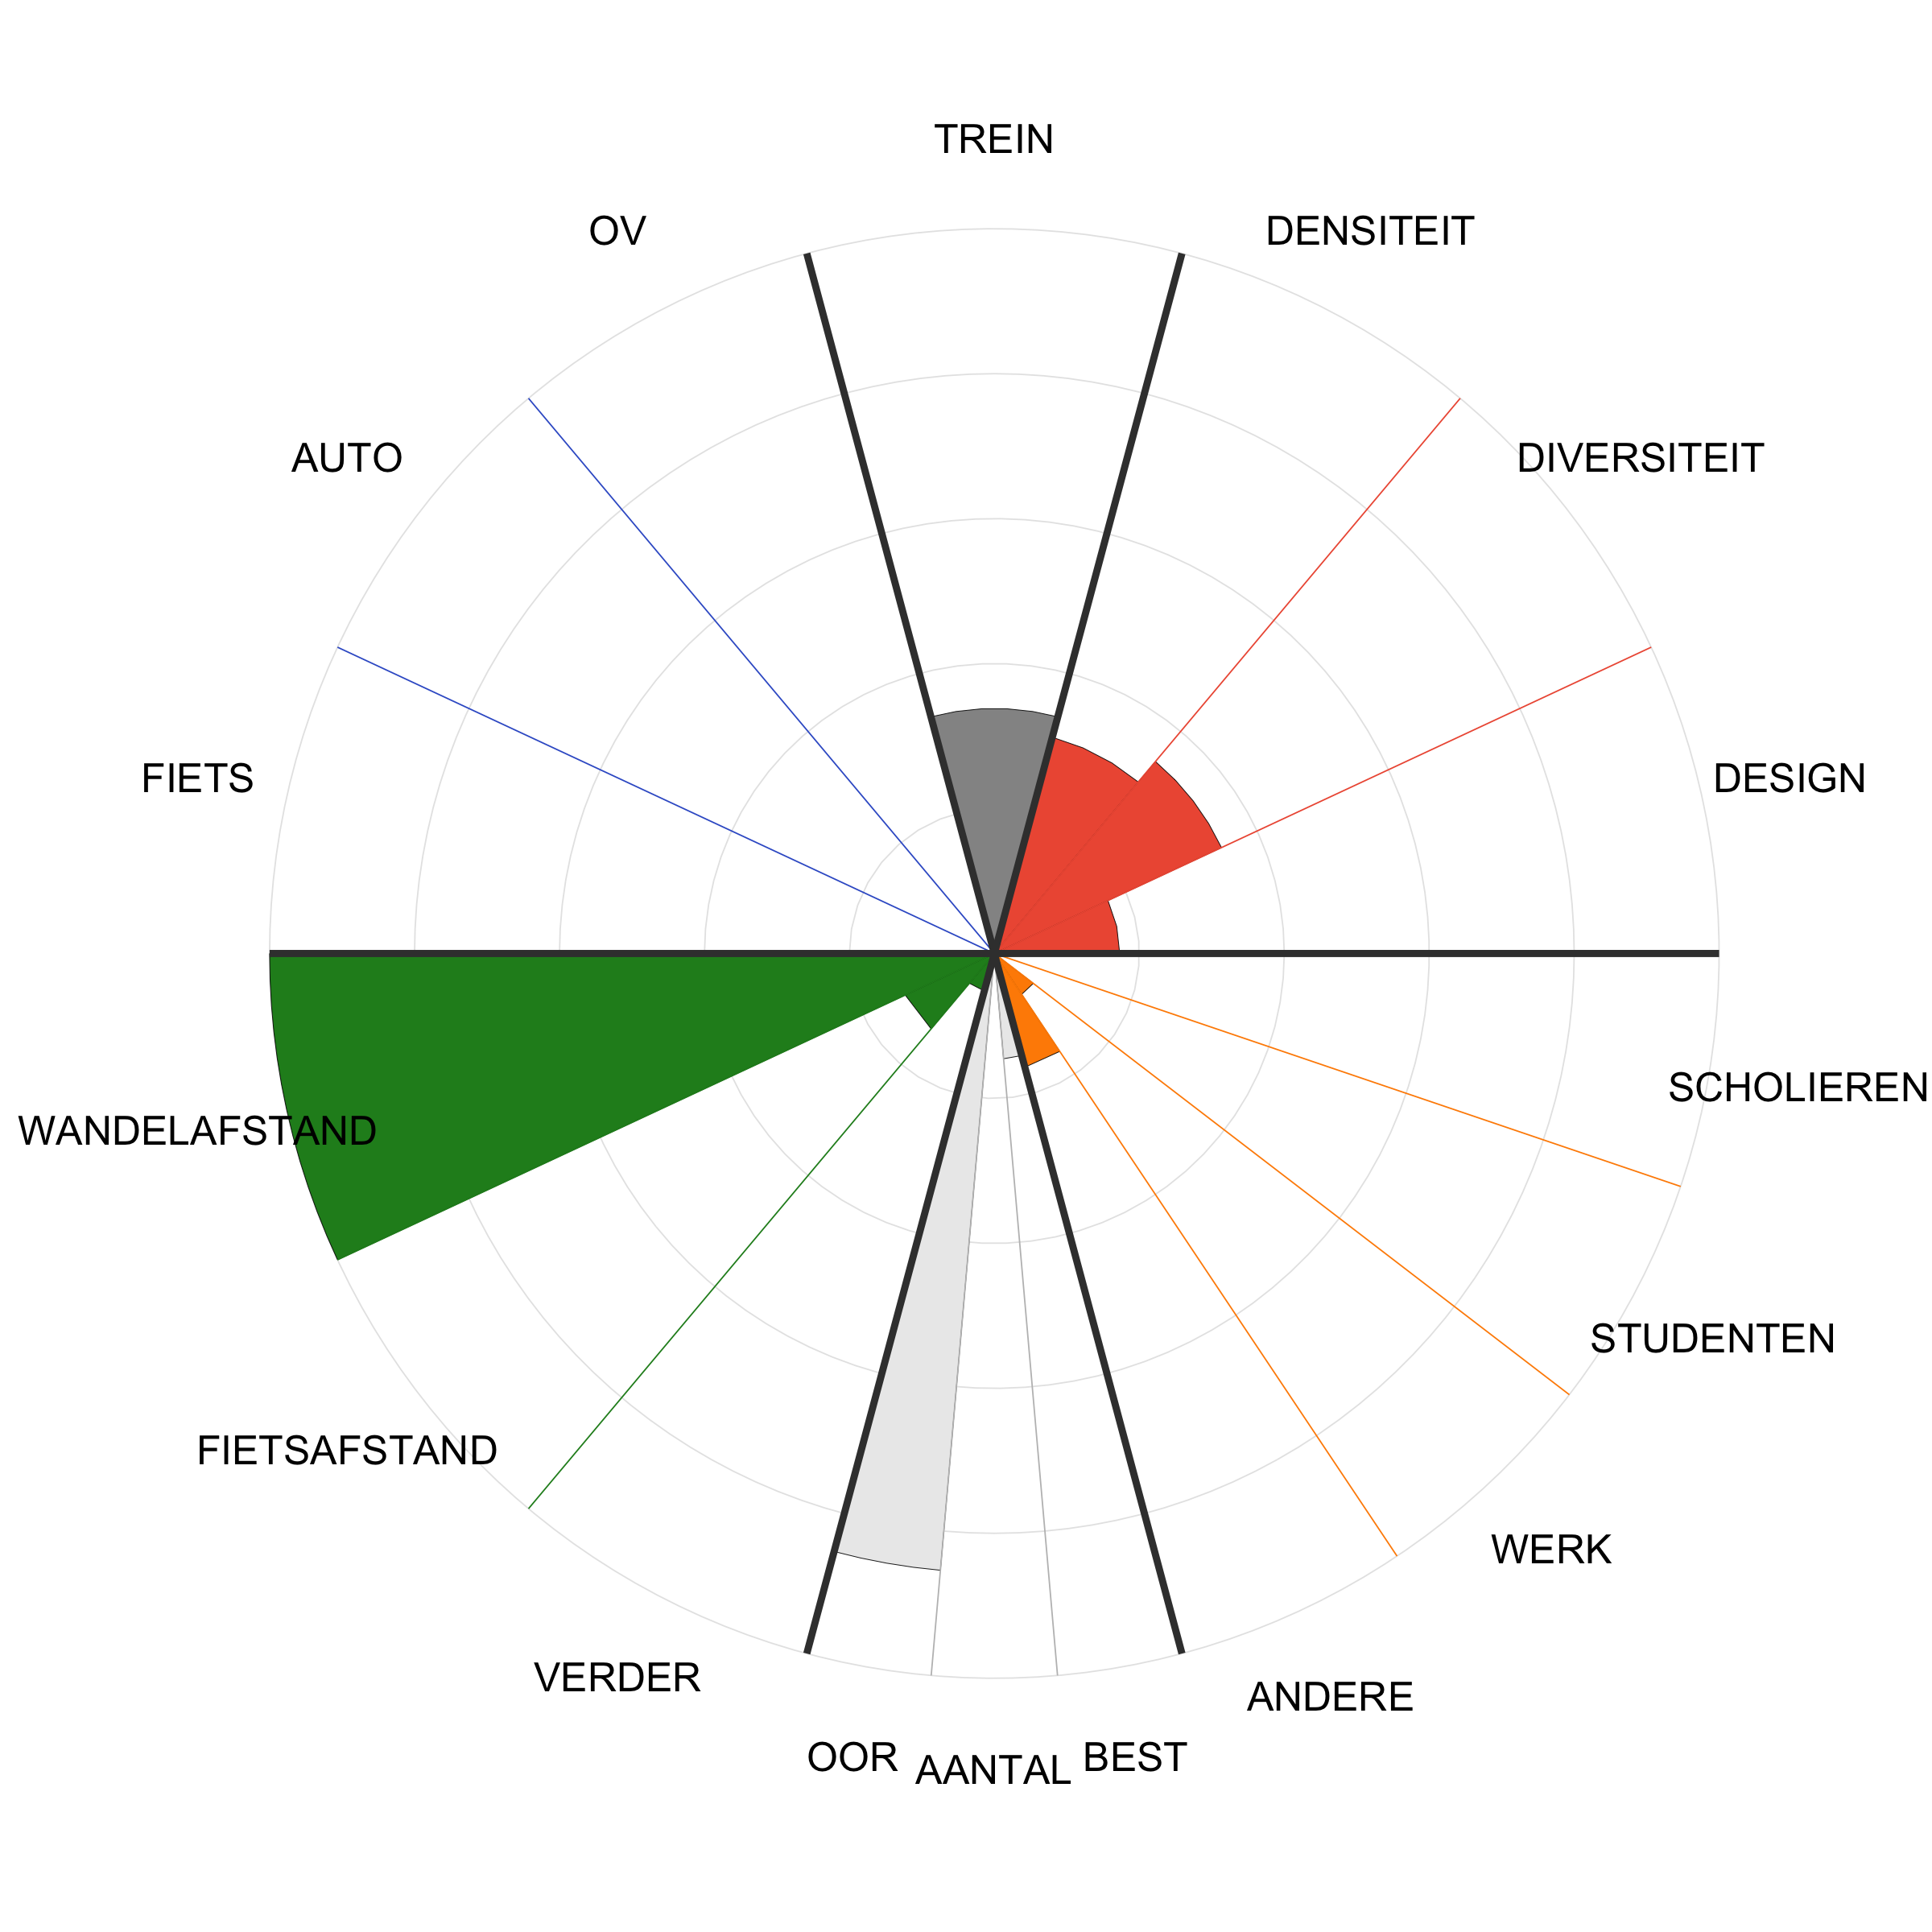 TREIN
OV
DENSITEIT
AUTO
DIVERSITEIT
FIETS
DESIGN
SCHOLIEREN
WANDELAFSTAND
STUDENTEN
FIETSAFSTAND
WERK
VERDER
ANDERE
OOR
AANTAL
BEST